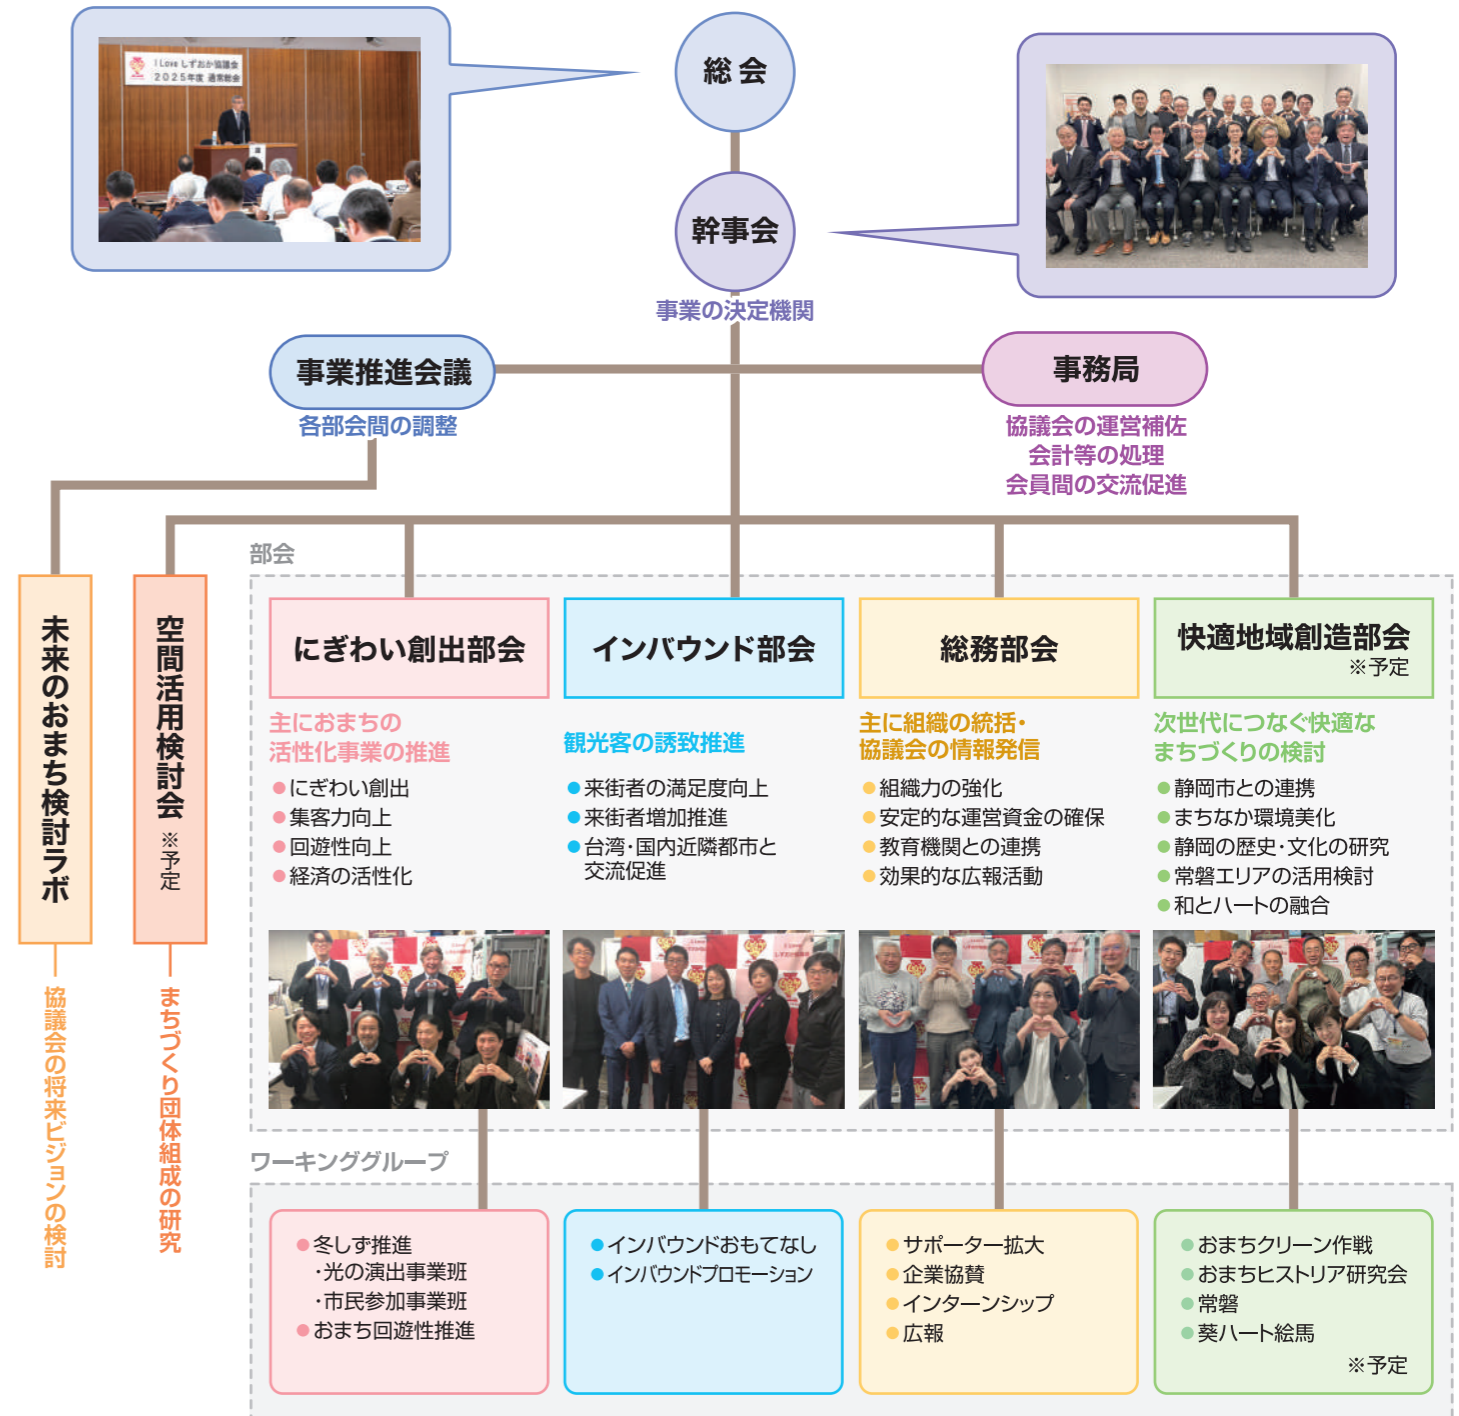 I Love しずおか協議会
2025年度 通常総会
総会
幹事会
事業の決定機関
事業推進会議
各部会間の調整
事務局
協議会の運営補佐
会計等の処理
会員間の交流促進
未来のおまち検討ラボ
協議会の将来ビジョンの検討
空間活用検討会 ※予定
まちづくり団体組成の研究
部会
にぎわい創出部会
主におまちの
活性化事業の推進
●にぎわい創出
●集客力向上
●回遊性向上
●経済の活性化
インバウンド部会
観光客の誘致推進
●来街者の満足度向上
●来街者増加推進
●台湾・国内近隣都市と
交流促進
総務部会
主に組織の統括・
協議会の情報発信
●組織力の強化
●安定的な運営資金の確保
●教育機関との連携
●効果的な広報活動
快適地域創造部会
※予定
次世代につなぐ快適な
まちづくりの検討
●静岡市との連携
●まちなか環境美化
●静岡の歴史・文化の研究
●常磐エリアの活用検討
●和とハートの融合
ワーキンググループ
●冬しず推進
・光の演出事業班
・市民参加事業班
●おまち回遊性推進
●インバウンドおもてなし
●インバウンドプロモーション
●サポーター拡大
●企業協賛
●インターンシップ
●広報
●おまちクリーン作戦
●おまちヒストリア研究会
●常磐
●葵ハート絵馬
※予定